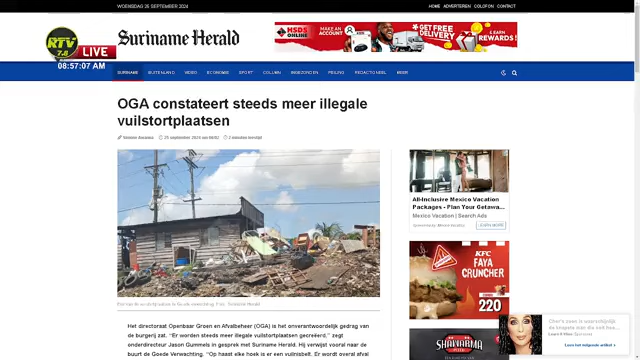 WOENSDAG 25 SEPTEMBER 2024
HOME ADVERTEREN COLOFON CONTACT
RTV
7.8
LIVE
08:57:07 AM
Suriname Herald
HSDS
ONLINE
MAKE AN
ACCOUNT
GET FREE
DELIVERY
EARN
REWARDS
SURINAME BUITENLAND VIDEO ECONOMIE SPORT COLUMN INGEZONDEN PEILING REDACTIONEEL MEER
OGA constateert steeds meer illegale
vuilstortplaatsen
25 september 2024 om 08:02
2 minuten leestijd
All-Inclusive Mexico Vacation
Packages - Plan Your Getawa...
Mexico Vacation | Search Ads
LEARN MORE
KFC
FAYA
CRUNCHER
220
SHAWARMA
Het directoraat Openbaar Groen en Afvalbeheer (OGA) is het onverantwoordelijk gedrag van
de burgerij zat. "Er worden steeds meer illegale vuilstortplaatsen gecreëerd," zegt
onderdirecteur Jason Gummels in gesprek met Suriname Herald. Hij verwijst vooral naar de
buurt de Goede Verwachting. "Op haast elke hoek is er een vuilnisbelt. Er wordt overal afval